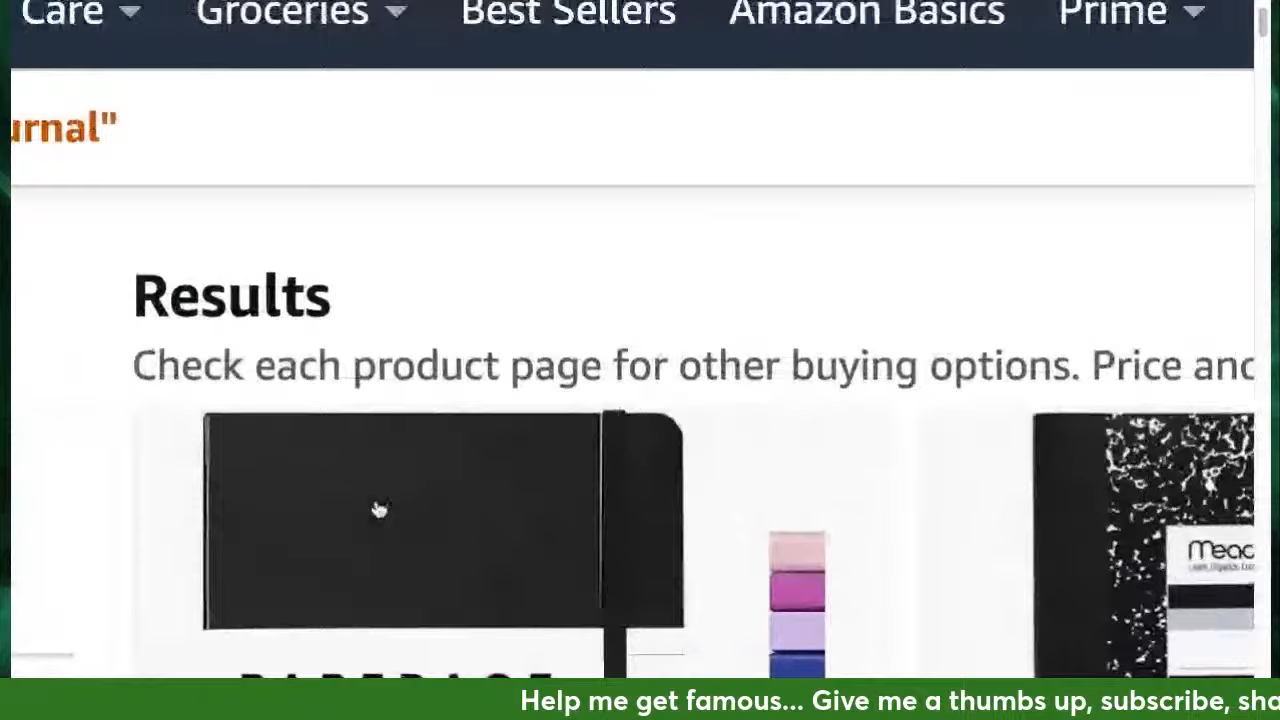 Care Groceries Best Sellers Amazon Basics Prime
urnal"
Results
Check each product page for other buying options. Price and
Mead
Help me get famous... Give me a thumbs up, subscribe, sha